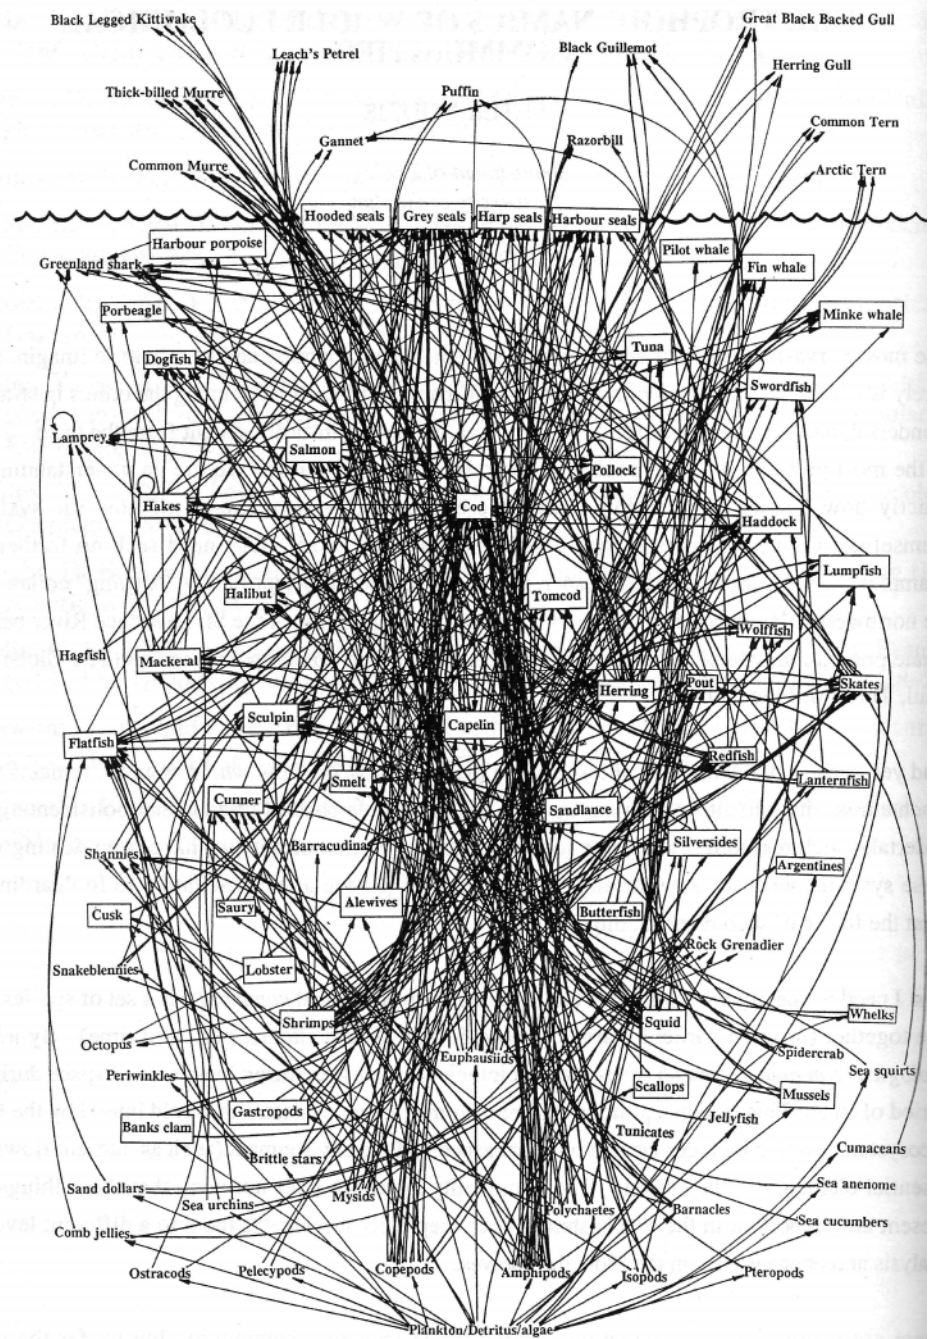 Black Legged Kittiwake
Great Black Backed Gull
Leach's Petrel
Black Guillemot
Herring Gull
Thick-billed Murre
Puffin
Common Tern
Gannet
Razorbill
Common Murre
Arctic Tern
Hooded seals
Grey seals
Harp seals
Harbour seals
Harbour porpoise
Pilot whale
Greenland shark
Fin whale
Porbeagle
Minke whale
Tuna
Dogfish
Swordfish
Lamprey
Salmon
Pollock
Hakes
Cod
Haddock
Lumpfish
Halibut
Tomcod
Wolffish
Hagfish
Mackeral
Herring
Pout
Skates
Sculpin
Capelin
Flatfish
Redfish
Smelt
Lanternfish
Cunner
Sandlance
Silversides
Barracudinas
Shannies
Argentines
Alewives
Cusk
Saury
Butterfish
Rock Grenadier
Snakeblennies
Lobster
Whelks
Shrimps
Squid
Octopus
Euphausiids
Spidercrab
Sea squirts
Periwinkles
Scallops
Mussels
Gastropods
Jellyfish
Banks clam
Tunicates
Cumaceans
Brittle stars
Sand dollars
Sea urchins
Mysids
Polychaetes
Barnacles
Sea anenome
Sea cucumbers
Comb jellies
Ostracods
Pelecypods
Copepods
Amphipods
Isopods
Pteropods
Plankton/Detritus/algae